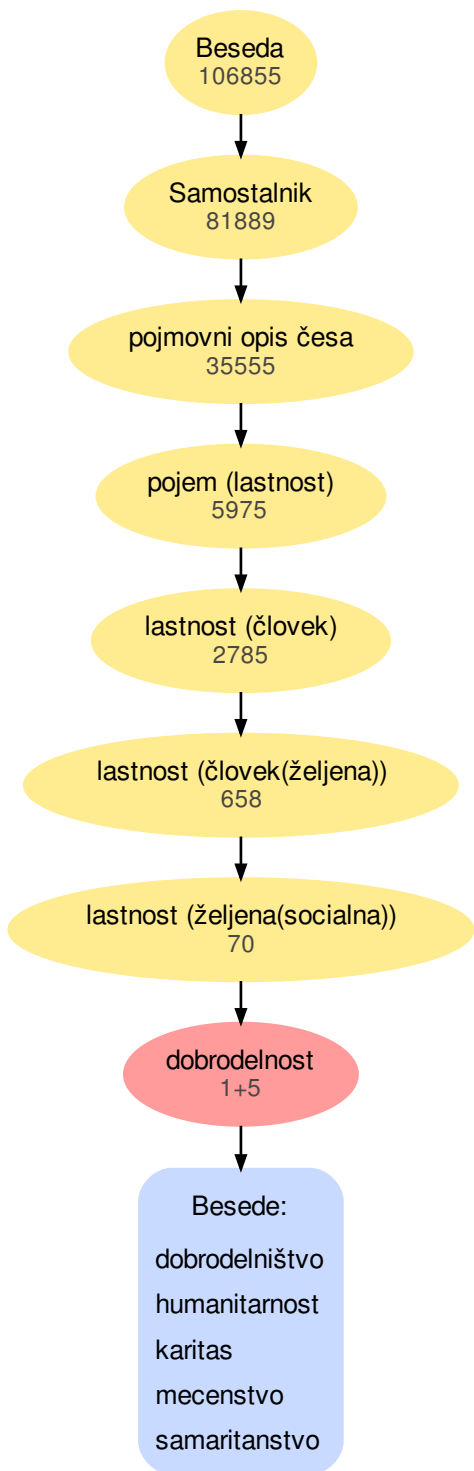 Beseda
106855
Samostalnik
81889
pojmovni opis česa
35555
pojem (lastnost)
5975
lastnost (človek)
2785
lastnost (človek(željena))
658
lastnost (željena(socialna))
70
dobrodelnost
1+5
Besede:
dobrodelništvo
humanitarnost
karitas
mecenstvo
samaritanstvo